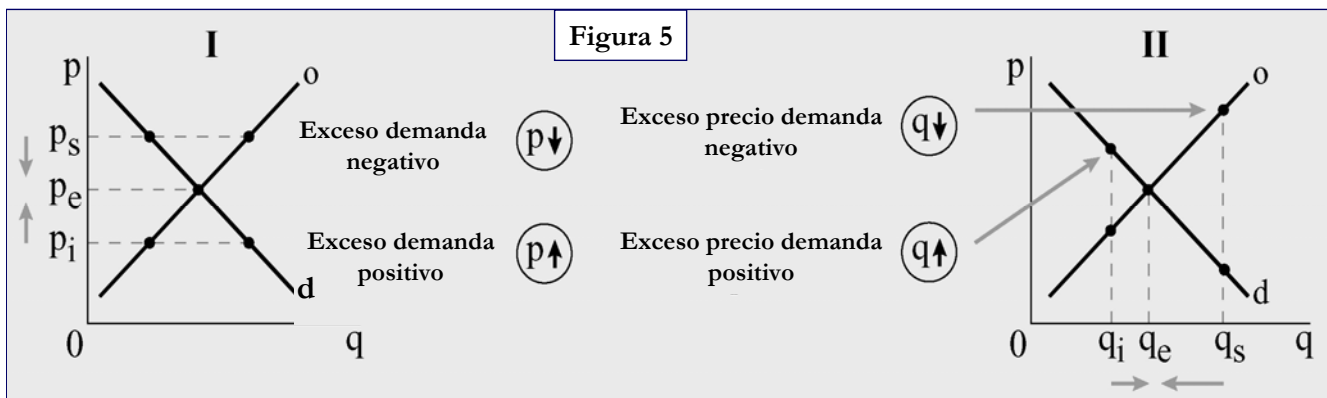 Figura 5
I
p
o
p_s
p_e
p_i
d
0
q
Exceso demanda
negativo
p↓
Exceso demanda
positivo
p↑
Exceso precio demanda
negativo
q↓
Exceso precio demanda
positivo
q↑
II
p
o
d
0
q_i q_e q_s q